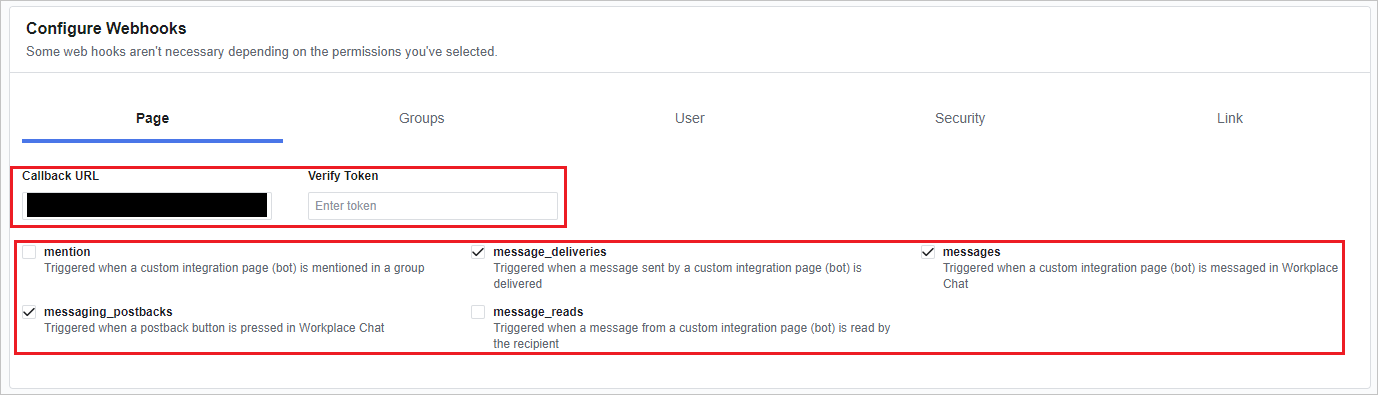 Configure Webhooks
Some web hooks aren't necessary depending on the permissions you've selected.
Page Groups User Security Link
Callback URL Verify Token
Enter token
mention message_deliveries messages
Triggered when a custom integration page (bot) is mentioned in a group Triggered when a message sent by a custom integration page (bot) is Triggered when a custom integration page (bot) is messaged in Workplace
delivered Chat
messaging_postbacks message_reads
Triggered when a postback button is pressed in Workplace Chat Triggered when a message from a custom integration page (bot) is read by
the recipient